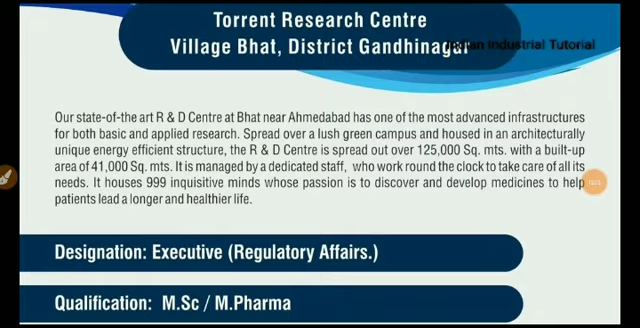 Torrent Research Centre
Village Bhat, District Gandhinagar
Indian Industrial Tutorial
Our state-of-the art R & D Centre at Bhat near Ahmedabad has one of the most advanced infrastructures
for both basic and applied research. Spread over a lush green campus and housed in an architecturally
unique energy efficient structure, the R & D Centre is spread out over 125,000 Sq. mts. with a built-up
area of 41,000 Sq. mts. It is managed by a dedicated staff, who work round the clock to take care of all its
needs. It houses 999 inquisitive minds whose passion is to discover and develop medicines to help
patients lead a longer and healthier life.
Designation: Executive (Regulatory Affairs.)
Qualification: M.Sc / M.Pharma